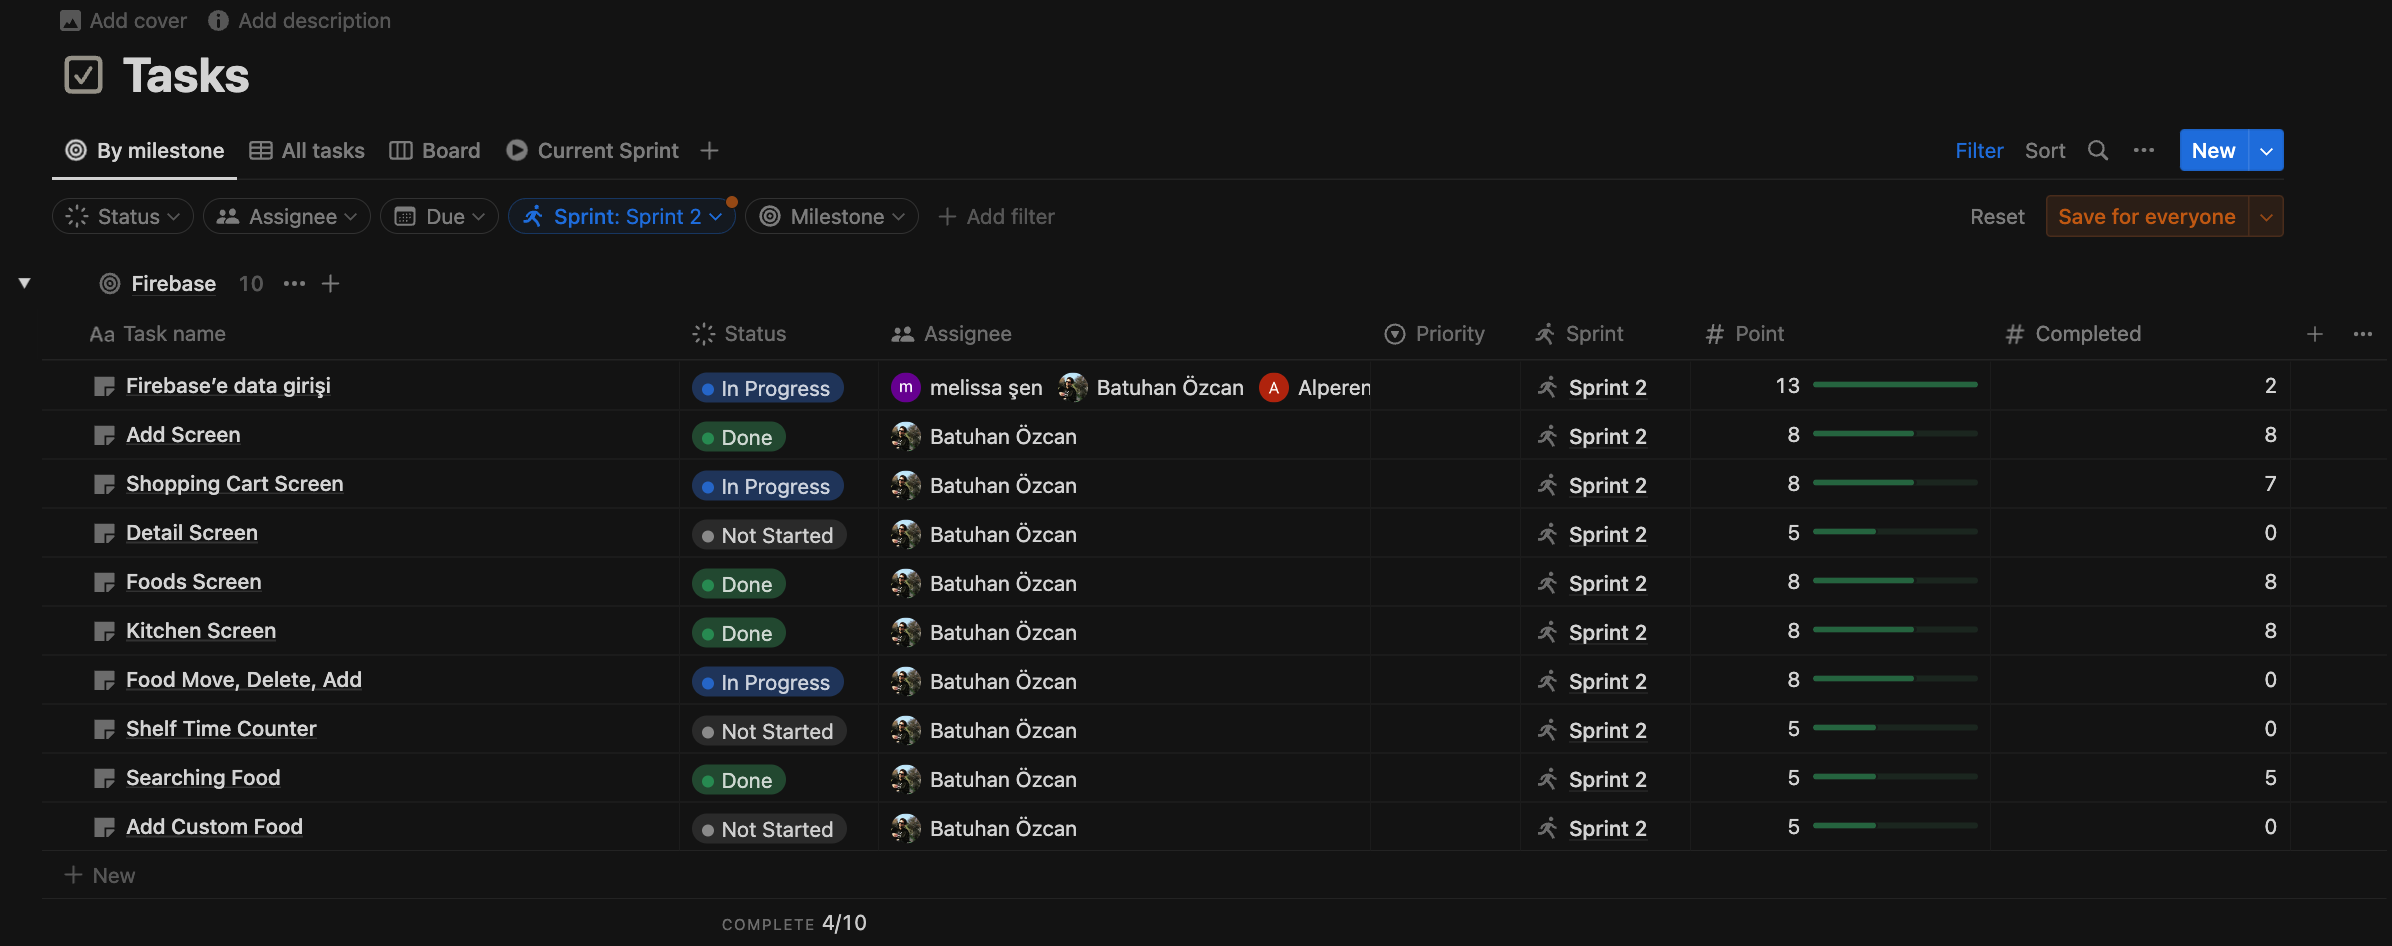 Add cover Add description
Tasks
By milestone All tasks Board Current Sprint Filter Sort New
Status Assignee Due Sprint: Sprint 2 Milestone Add filter Reset Save for everyone
Firebase 10
Aa Task name Status Assignee Priority # Sprint # Point # Completed
Firebase’e data girişi In Progress m melissa şen Batuhan Özcan A Alperen Sprint 2 13 2
Add Screen Done Batuhan Özcan Sprint 2 8 8
Shopping Cart Screen In Progress Batuhan Özcan Sprint 2 8 7
Detail Screen Not Started Batuhan Özcan Sprint 2 5 0
Foods Screen Done Batuhan Özcan Sprint 2 8 8
Kitchen Screen Done Batuhan Özcan Sprint 2 8 8
Food Move, Delete, Add In Progress Batuhan Özcan Sprint 2 8 0
Shelf Time Counter Not Started Batuhan Özcan Sprint 2 5 0
Searching Food Done Batuhan Özcan Sprint 2 5 5
Add Custom Food Not Started Batuhan Özcan Sprint 2 5 0
New
COMPLETE 4/10